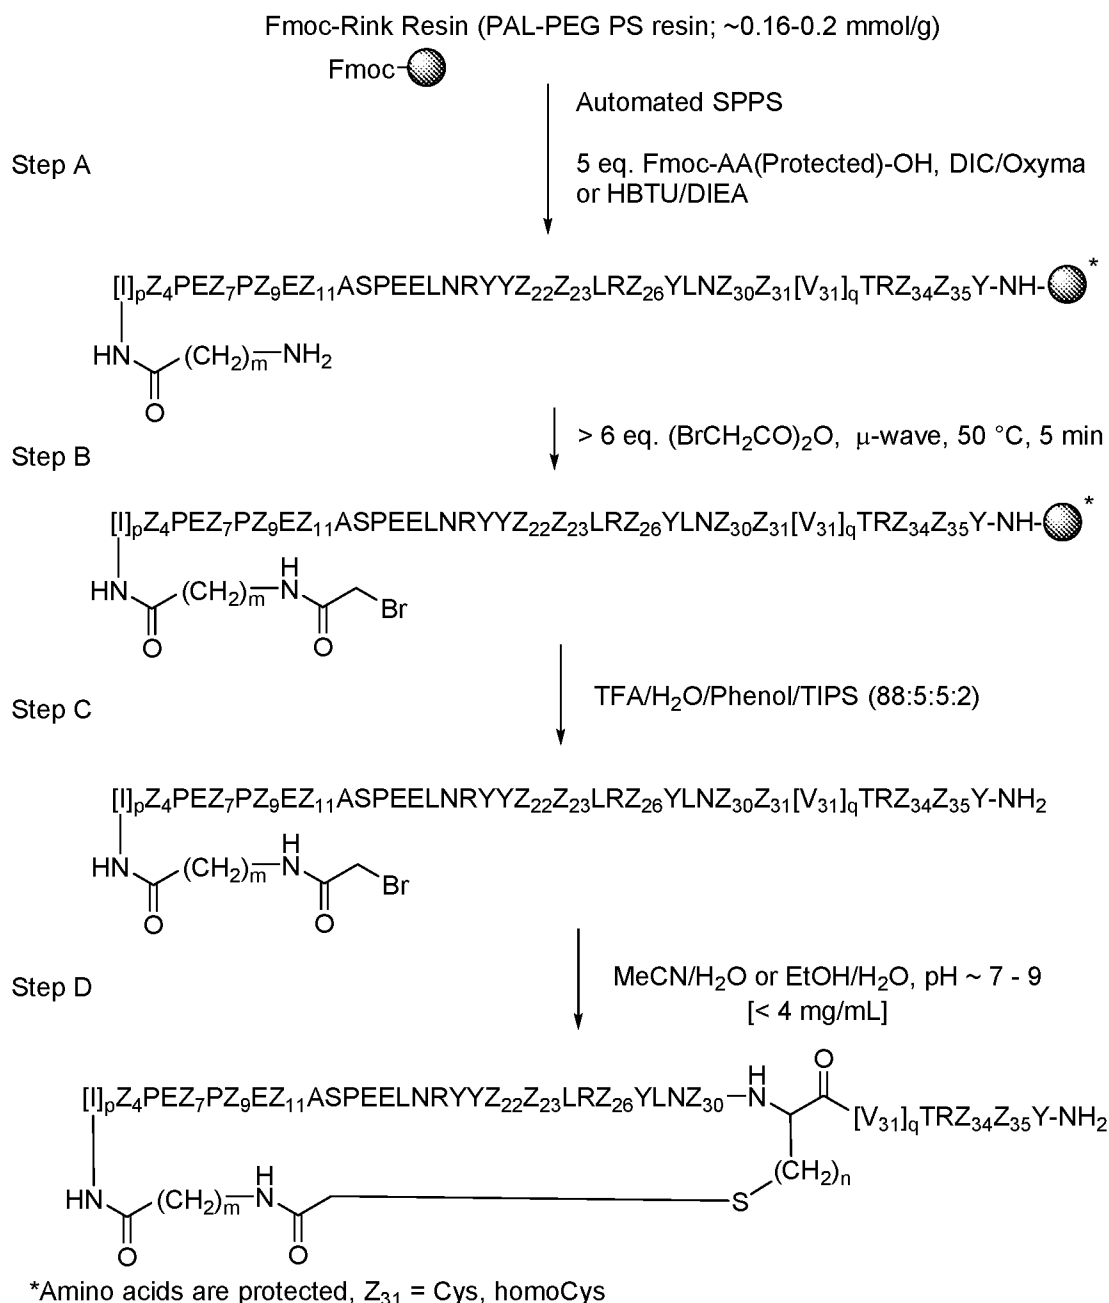 Fmoc-Rink Resin (PAL-PEG PS resin; ~0.16-0.2 mmol/g)
Fmoc
Automated SPPS
Step A
5 eq. Fmoc-AA(Protected)-OH, DIC/Oxyma
or HBTU/DIEA
[I]pZ4PEZ7PZ9EZ11ASPEELNRYYZ22Z23LRZ26YLNZ30Z31[V31]qTRZ34Z35Y-NH- *
HN (CH2)m NH2
O
Step B
> 6 eq. (BrCH2CO)2O, μ-wave, 50 °C, 5 min
[I]pZ4PEZ7PZ9EZ11ASPEELNRYYZ22Z23LRZ26YLNZ30Z31[V31]qTRZ34Z35Y-NH- *
H
HN (CH2)m N Br
O O
Step C
TFA/H2O/Phenol/TIPS (88:5:5:2)
[I]pZ4PEZ7PZ9EZ11ASPEELNRYYZ22Z23LRZ26YLNZ30Z31[V31]qTRZ34Z35Y-NH2
H
HN (CH2)m N Br
O O
Step D
MeCN/H2O or EtOH/H2O, pH ~ 7 - 9
[< 4 mg/mL]
H O
[I]pZ4PEZ7PZ9EZ11ASPEELNRYYZ22Z23LRZ26YLNZ30 N [V31]qTRZ34Z35Y-NH2
(CH2)n
H
HN (CH2)m N S
O O
*Amino acids are protected, Z31 = Cys, homoCys